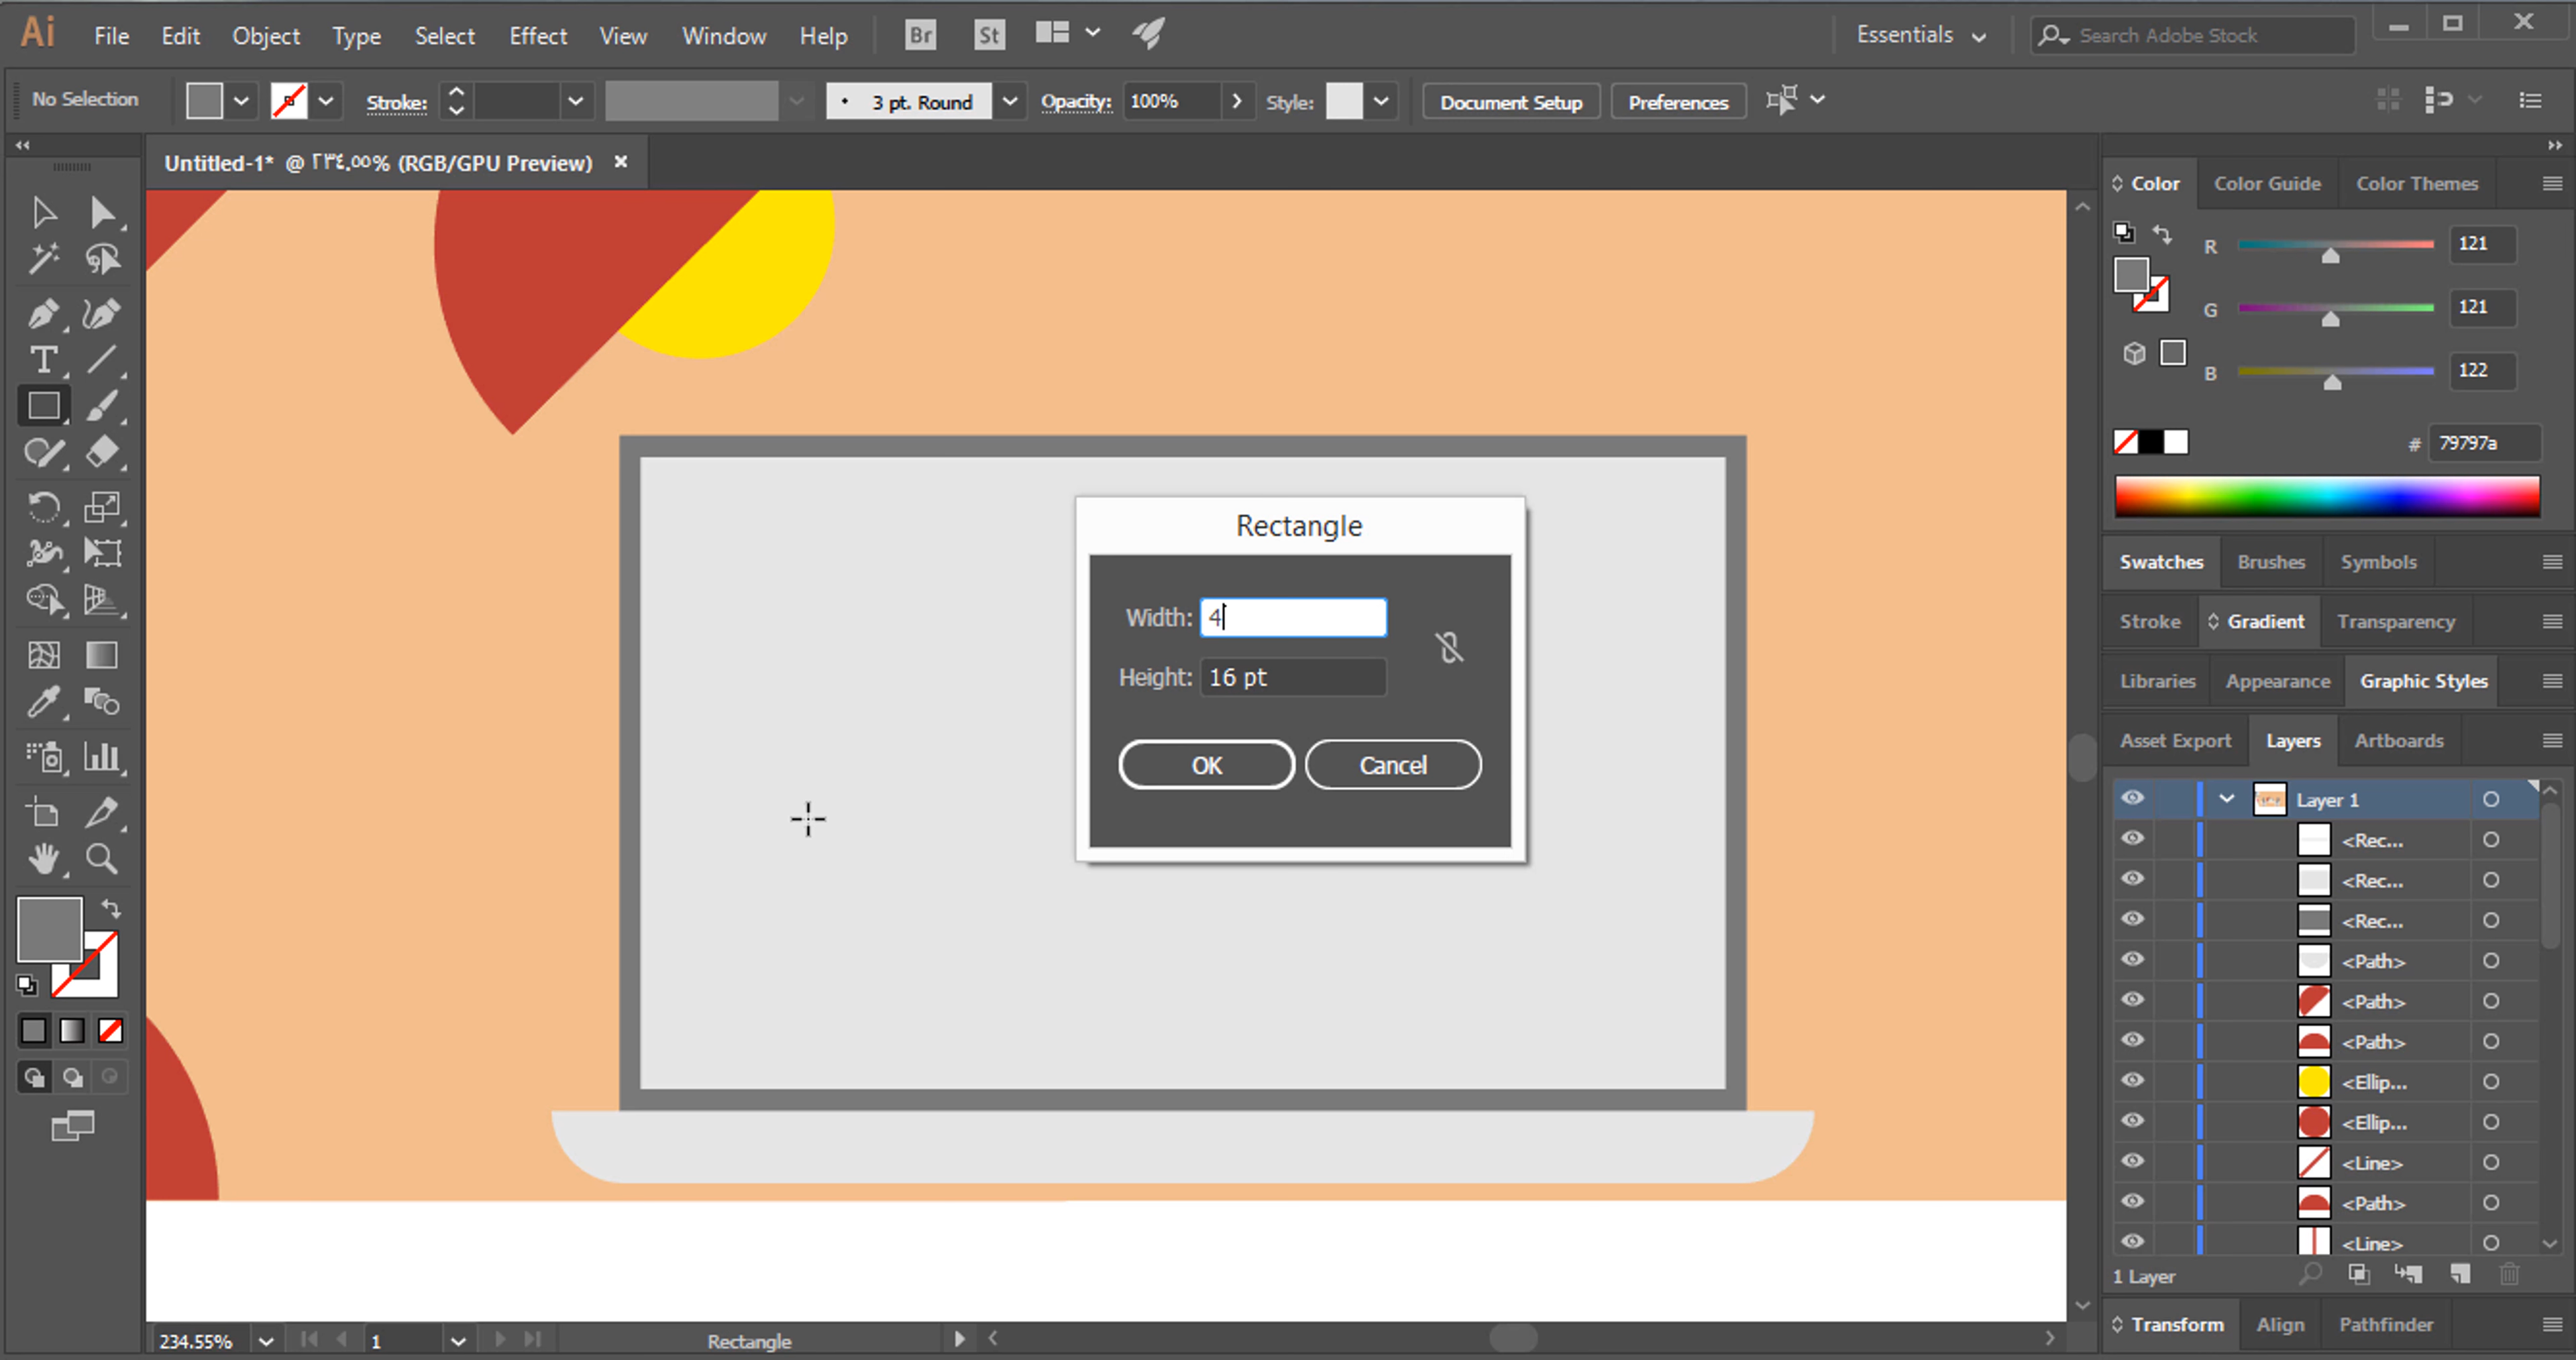 Ai File Edit Object Type Select Effect View Window Help Br St Essentials Search Adobe Stock
No Selection Stroke: 3 pt. Round Opacity: 100% Style: Document Setup Preferences
Untitled-1* @ ٢٣٤.٥٥% (RGB/GPU Preview) ×
Color Color Guide Color Themes
R 121
G 121
B 122
# 79797a
Rectangle
Width: 4
Height: 16 pt
OK Cancel
Swatches Brushes Symbols
Stroke Gradient Transparency
Libraries Appearance Graphic Styles
Asset Export Layers Artboards
Layer 1
<Rec...
<Rec...
<Rec...
<Path>
<Path>
<Path>
<Ellip...
<Ellip...
<Line>
<Path>
<Line>
1 Layer
Transform Align Pathfinder
234.55% 1 Rectangle